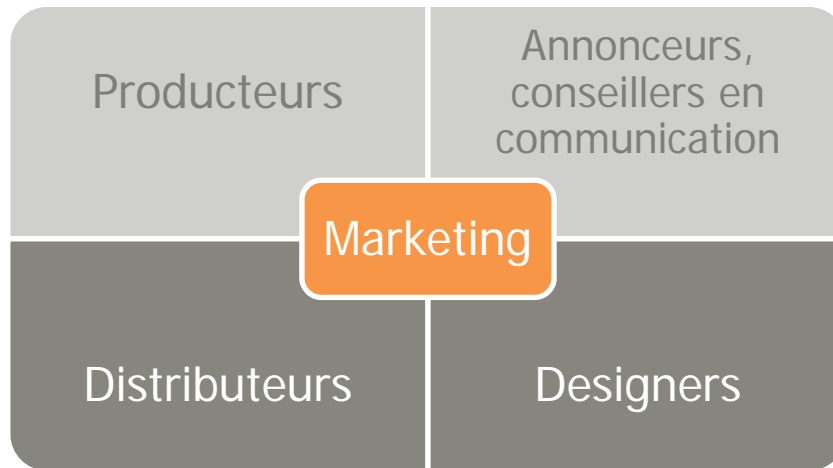 Producteurs
Annonceurs,
conseillers en
communication
Marketing
Distributeurs
Designers